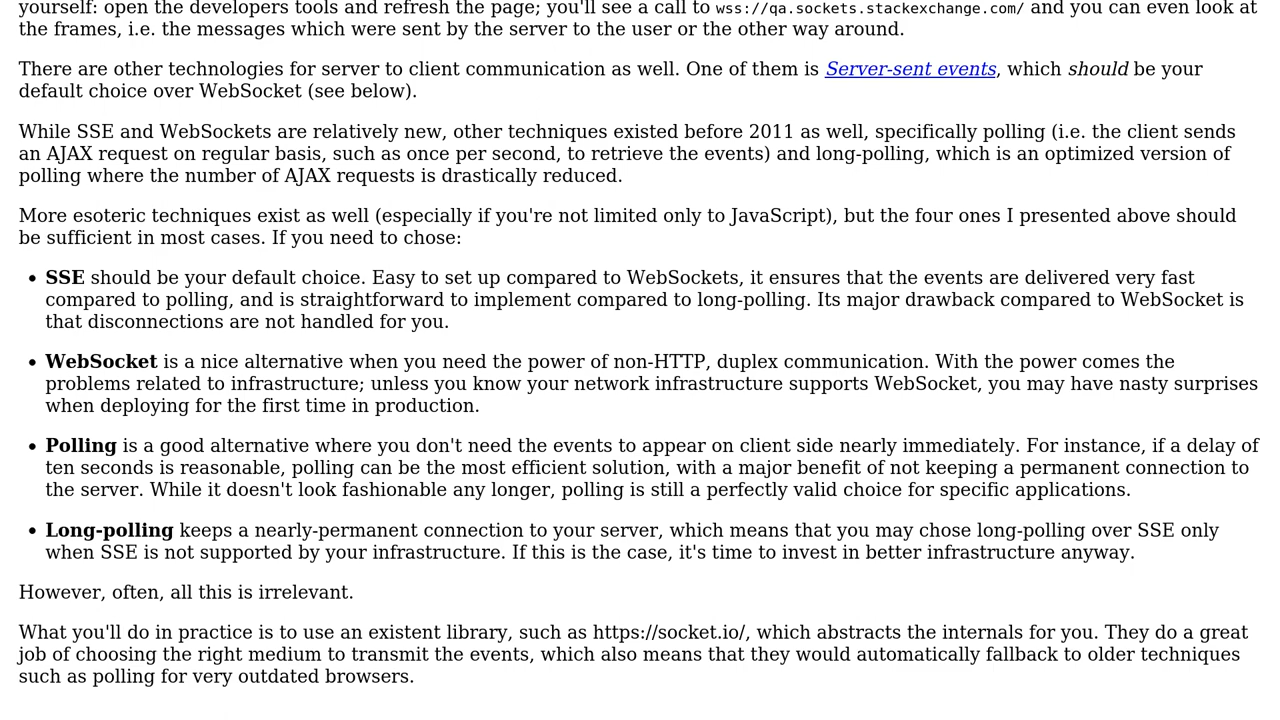 yourself: open the developers tools and refresh the page; you'll see a call to wss://qa.sockets.stackexchange.com/ and you can even look at
the frames, i.e. the messages which were sent by the server to the user or the other way around.
There are other technologies for server to client communication as well. One of them is Server-sent events, which should be your
default choice over WebSocket (see below).
While SSE and WebSockets are relatively new, other techniques existed before 2011 as well, specifically polling (i.e. the client sends
an AJAX request on regular basis, such as once per second, to retrieve the events) and long-polling, which is an optimized version of
polling where the number of AJAX requests is drastically reduced.
More esoteric techniques exist as well (especially if you're not limited only to JavaScript), but the four ones I presented above should
be sufficient in most cases. If you need to chose:
• SSE should be your default choice. Easy to set up compared to WebSockets, it ensures that the events are delivered very fast
compared to polling, and is straightforward to implement compared to long-polling. Its major drawback compared to WebSocket is
that disconnections are not handled for you.
• WebSocket is a nice alternative when you need the power of non-HTTP, duplex communication. With the power comes the
problems related to infrastructure; unless you know your network infrastructure supports WebSocket, you may have nasty surprises
when deploying for the first time in production.
• Polling is a good alternative where you don't need the events to appear on client side nearly immediately. For instance, if a delay of
ten seconds is reasonable, polling can be the most efficient solution, with a major benefit of not keeping a permanent connection to
the server. While it doesn't look fashionable any longer, polling is still a perfectly valid choice for specific applications.
• Long-polling keeps a nearly-permanent connection to your server, which means that you may chose long-polling over SSE only
when SSE is not supported by your infrastructure. If this is the case, it's time to invest in better infrastructure anyway.
However, often, all this is irrelevant.
What you'll do in practice is to use an existent library, such as https://socket.io/, which abstracts the internals for you. They do a great
job of choosing the right medium to transmit the events, which also means that they would automatically fallback to older techniques
such as polling for very outdated browsers.